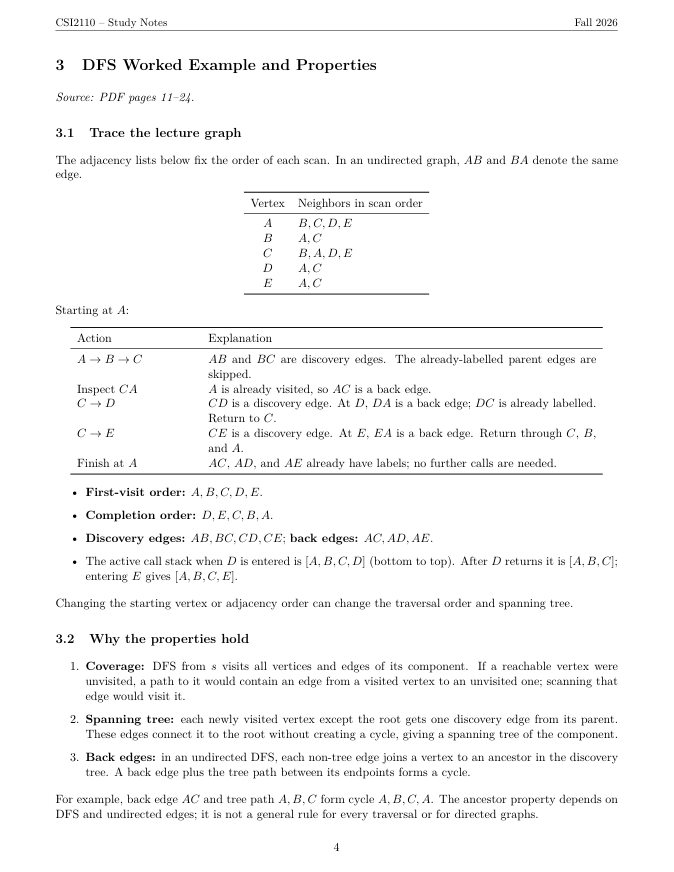 CSI2110 – Study Notes Fall 2026
3 DFS Worked Example and Properties
Source: PDF pages 11–24.
3.1 Trace the lecture graph
The adjacency lists below fix the order of each scan. In an undirected graph, AB and BA denote the same
edge.
Vertex Neighbors in scan order
A B, C, D, E
B A, C
C B, A, D, E
D A, C
E A, C
Starting at A:
Action Explanation
A → B → C AB and BC are discovery edges. The already-labelled parent edges are
skipped.
Inspect CA A is already visited, so AC is a back edge.
C → D CD is a discovery edge. At D, DA is a back edge; DC is already labelled.
Return to C.
C → E CE is a discovery edge. At E, EA is a back edge. Return through C, B,
and A.
Finish at A AC, AD, and AE already have labels; no further calls are needed.
• First-visit order: A, B, C, D, E.
• Completion order: D, E, C, B, A.
• Discovery edges: AB, BC, CD, CE; back edges: AC, AD, AE.
• The active call stack when D is entered is [A, B, C, D] (bottom to top). After D returns it is [A, B, C];
entering E gives [A, B, C, E].
Changing the starting vertex or adjacency order can change the traversal order and spanning tree.
3.2 Why the properties hold
1. Coverage: DFS from s visits all vertices and edges of its component. If a reachable vertex were
unvisited, a path to it would contain an edge from a visited vertex to an unvisited one; scanning that
edge would visit it.
2. Spanning tree: each newly visited vertex except the root gets one discovery edge from its parent.
These edges connect it to the root without creating a cycle, giving a spanning tree of the component.
3. Back edges: in an undirected DFS, each non-tree edge joins a vertex to an ancestor in the discovery
tree. A back edge plus the tree path between its endpoints forms a cycle.
For example, back edge AC and tree path A, B, C form cycle A, B, C, A. The ancestor property depends on
DFS and undirected edges; it is not a general rule for every traversal or for directed graphs.
4